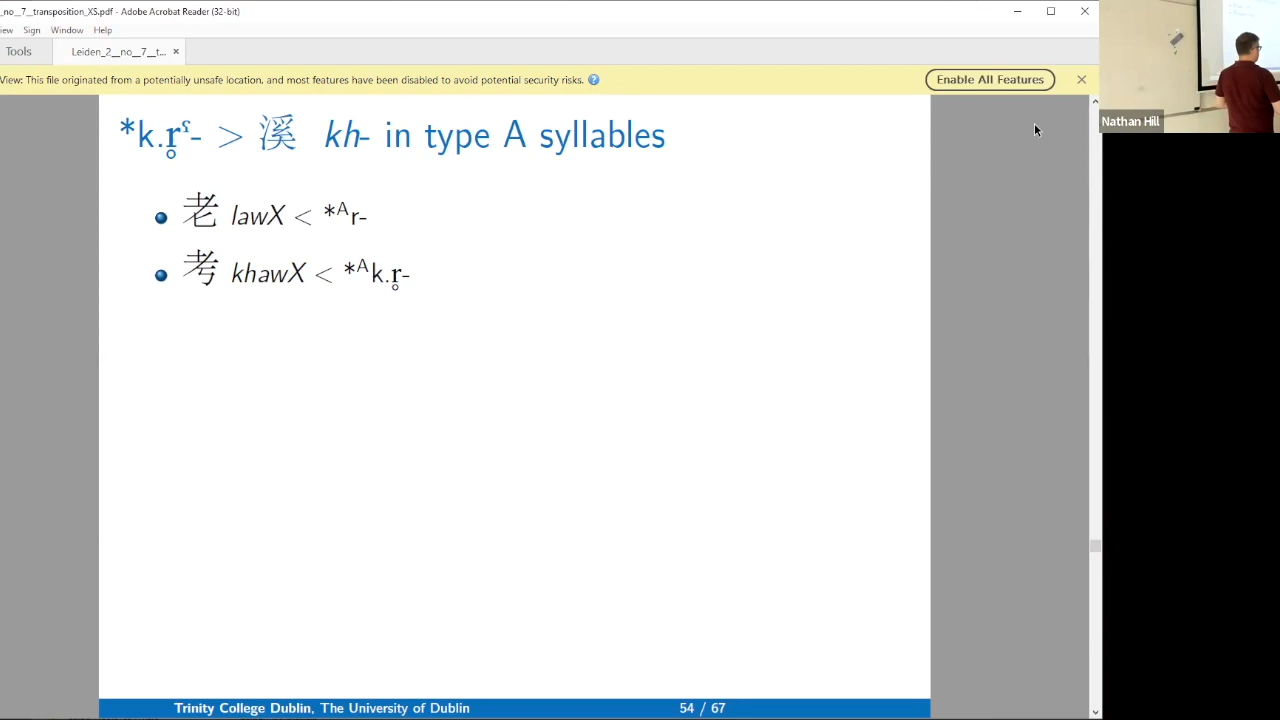 _no__7__transposition_XS.pdf - Adobe Acrobat Reader (32-bit)
iew Sign Window Help
Tools Leiden_2__no__7__t... ×
View: This file originated from a potentially unsafe location, and most features have been disabled to avoid potential security risks. ? Enable All Features
Nathan Hill
*k.r̥ˤ- > 溪 kh- in type A syllables
老 lawX < *ᴬr-
考 khawX < *ᴬk.r̥-
Trinity College Dublin, The University of Dublin 54 / 67